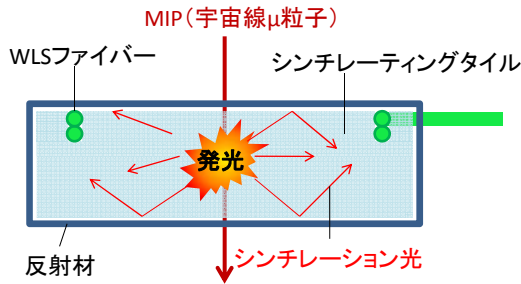 MIP（宇宙線μ粒子）
WLSファイバー
シンチレーティングタイル
発光
反射材
シンチレーション光